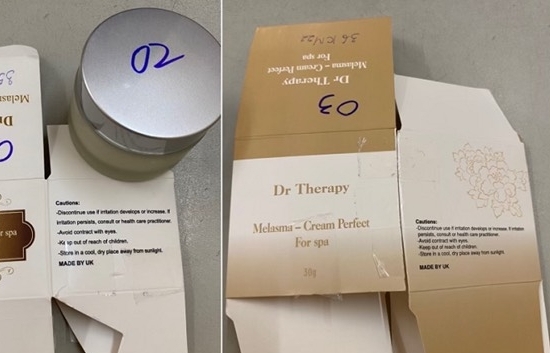 02
Cautions:
-Discontinue use if irritation develops or increase. If
irritation persists, consult or health care practitioner.
-Avoid contract with eyes.
-Keep out of reach of children.
-Store in a cool, dry place away from sunlight.
MADE BY UK
r spa
36 KN/22
For spa
Melasma – Cream Perfect
Dr Therapy
03
Dr Therapy
Melasma – Cream Perfect
For spa
Cautions:
-Discontinue use if irritation develops or increase. If
irritation persists, consult or health care practitioner.
-Avoid contract with eyes.
-Keep out of reach of children.
-Store in a cool, dry place away from sunlight.
MADE BY UK